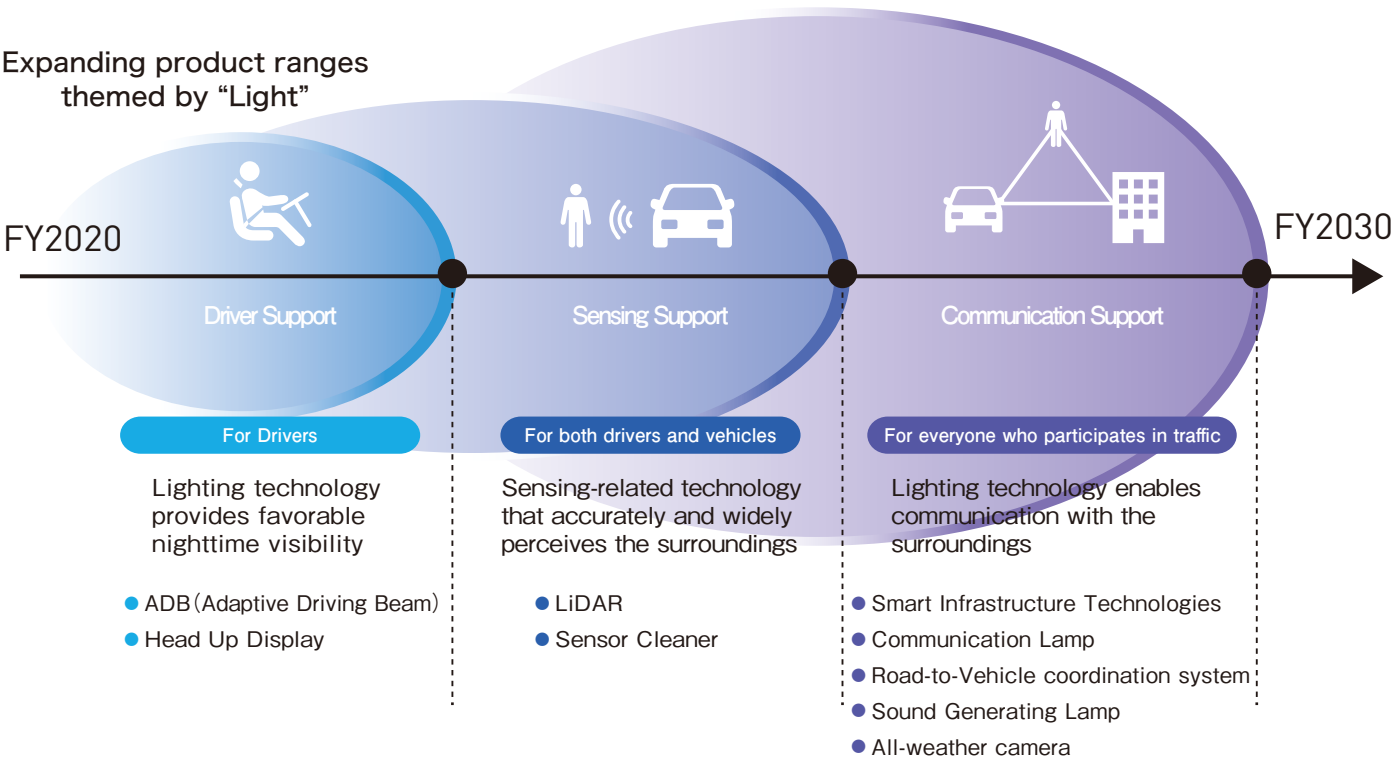 Expanding product ranges
themed by “Light”
FY2020
FY2030
Driver Support
Sensing Support
Communication Support
For Drivers
Lighting technology
provides favorable
nighttime visibility
● ADB（Adaptive Driving Beam）
● Head Up Display
For both drivers and vehicles
Sensing-related technology
that accurately and widely
perceives the surroundings
● LiDAR
● Sensor Cleaner
For everyone who participates in traffic
Lighting technology enables
communication with the
surroundings
● Smart Infrastructure Technologies
● Communication Lamp
● Road-to-Vehicle coordination system
● Sound Generating Lamp
● All-weather camera